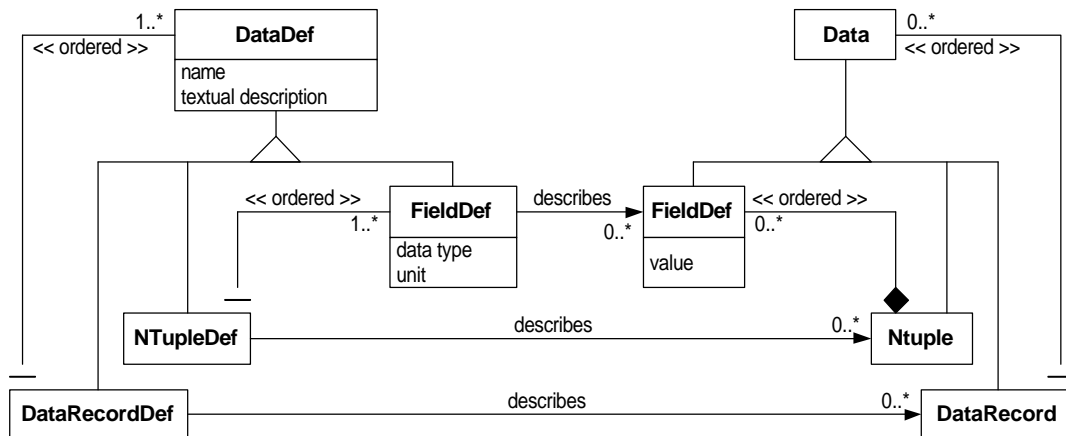 1..*
<< ordered >>
DataDef
name
textual description
Data
0..*
<< ordered >>
<< ordered >>
1..*
FieldDef
data type
unit
describes
0..*
FieldDef
value
<< ordered >>
0..*
NTupleDef
describes
0..*
Ntuple
DataRecordDef
describes
0..*
DataRecord